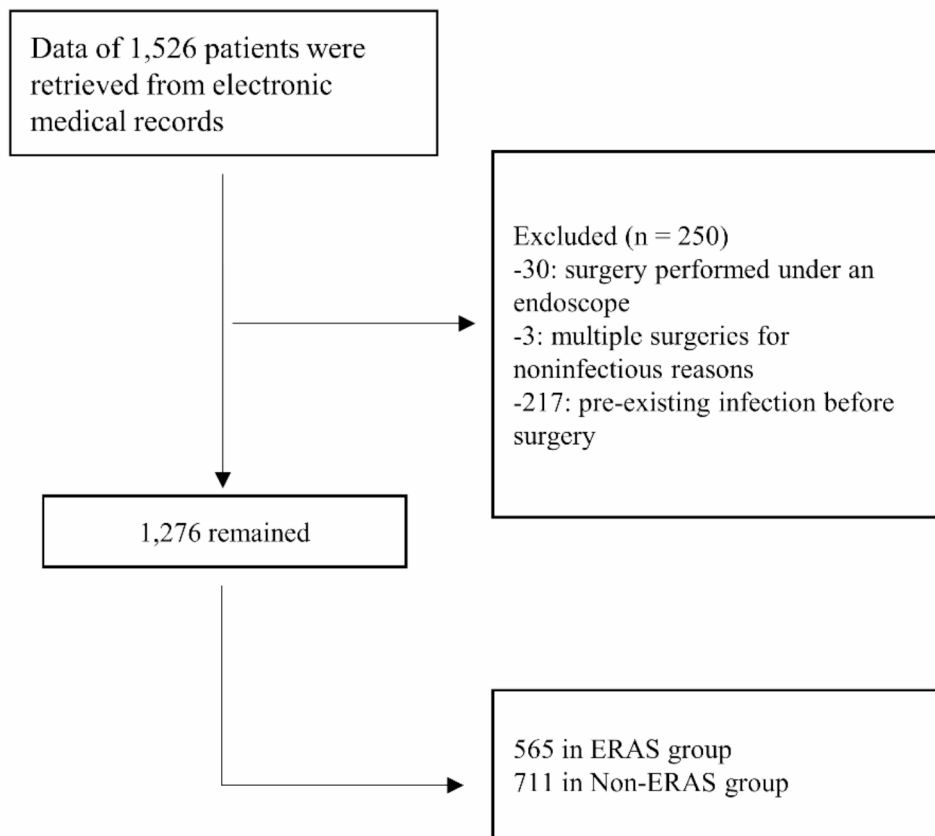 Data of 1,526 patients were
retrieved from electronic
medical records
Excluded (n = 250)
-30: surgery performed under an
endoscope
-3: multiple surgeries for
noninfectious reasons
-217: pre-existing infection before
surgery
1,276 remained
565 in ERAS group
711 in Non-ERAS group